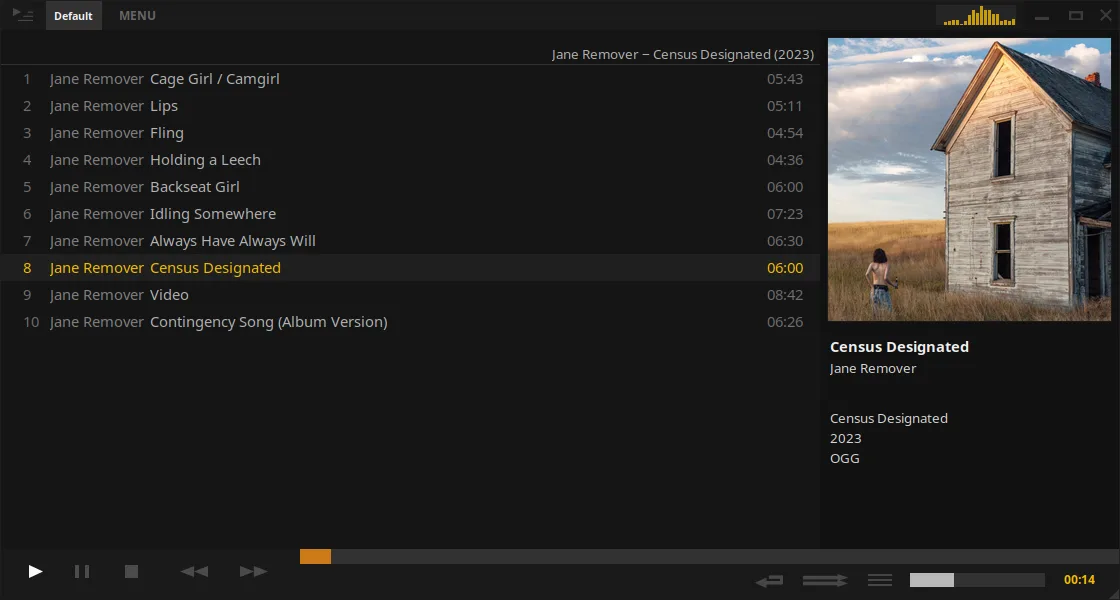 Default MENU
Jane Remover – Census Designated (2023)
1 Jane Remover Cage Girl / Camgirl 05:43
2 Jane Remover Lips 05:11
3 Jane Remover Fling 04:54
4 Jane Remover Holding a Leech 04:36
5 Jane Remover Backseat Girl 06:00
6 Jane Remover Idling Somewhere 07:23
7 Jane Remover Always Have Always Will 06:30
8 Jane Remover Census Designated 06:00
9 Jane Remover Video 08:42
10 Jane Remover Contingency Song (Album Version) 06:26
Census Designated
Jane Remover
Census Designated
2023
OGG
00:14